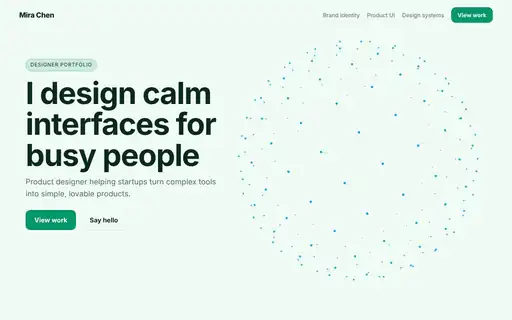 Mira Chen
Brand identity
Product UI
Design systems
View work
DESIGNER PORTFOLIO
I design calm
interfaces for
busy people
Product designer helping startups turn complex tools
into simple, lovable products.
View work
Say hello